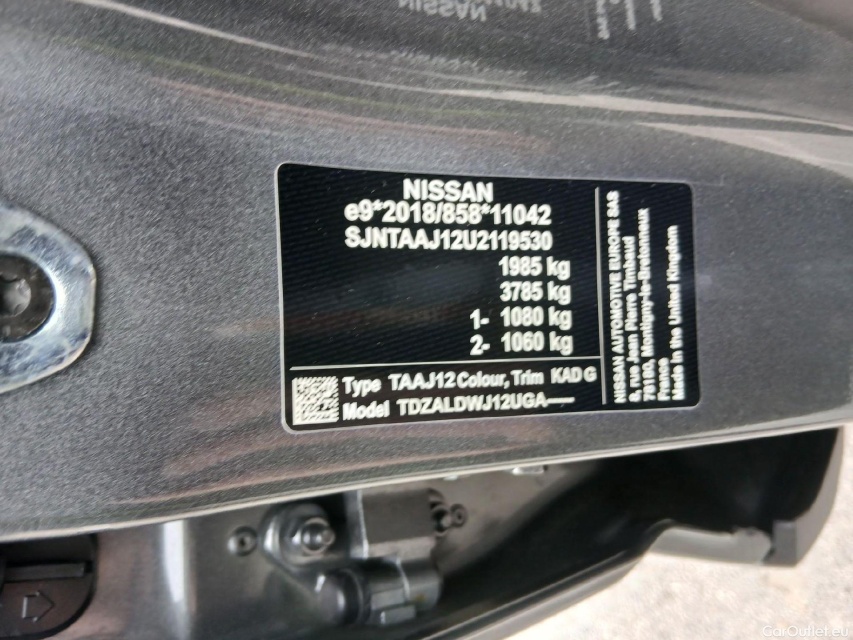 NISSAN
e9*2018/858*11042
SJNTAAJ12U2119530
1985 kg
3785 kg
1- 1080 kg
2- 1060 kg
Type TAAJ12 Colour, Trim KAD G
Model TDZALDWJ12UGA-----
NISSAN AUTOMOTIVE EUROPE SAS
8, rue Jean Pierre Timbaud
78180, Montigny-le-Bretonneux
France
Made in the United Kingdom
CarOutlet.eu